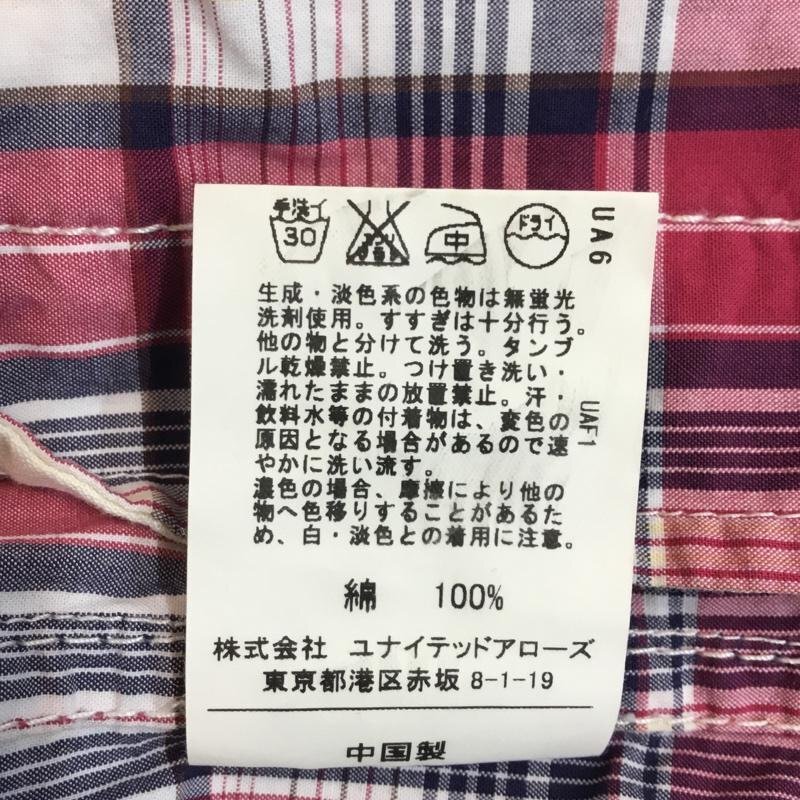 手洗イ 30 エンソ サラシ 中 ドライ
UA6
生成・淡色系の色物は無蛍光
洗剤使用。すすぎは十分行う。
他の物と分けて洗う。タンブ
ル乾燥禁止。つけ置き洗い・
濡れたままの放置禁止。汗・
飲料水等の付着物は、変色の
原因となる場合があるので速
やかに洗い流す。
濃色の場合、摩擦により他の
物へ色移りすることがあるた
め、白・淡色との着用に注意。
UAF1
綿 100%
株式会社 ユナイテッドアローズ
東京都港区赤坂 8-1-19
中国製